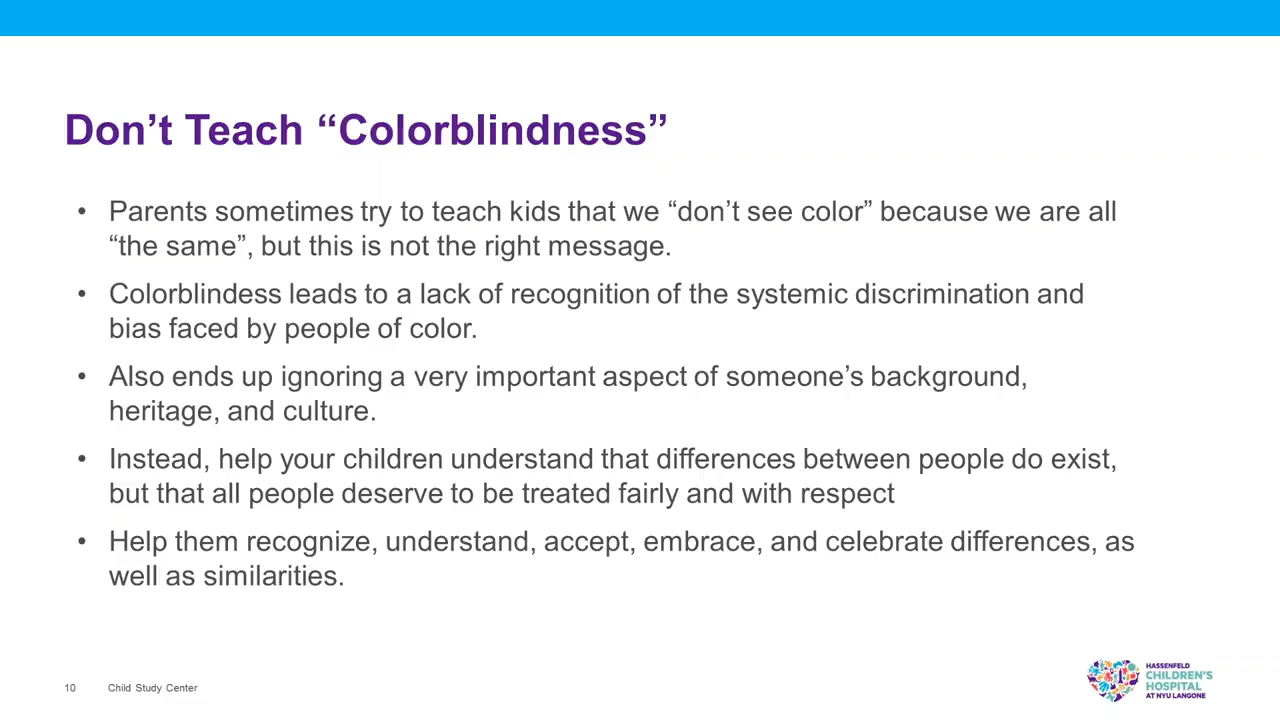 Don’t Teach “Colorblindness”
• Parents sometimes try to teach kids that we “don’t see color” because we are all
“the same”, but this is not the right message.
• Colorblindess leads to a lack of recognition of the systemic discrimination and
bias faced by people of color.
• Also ends up ignoring a very important aspect of someone’s background,
heritage, and culture.
• Instead, help your children understand that differences between people do exist,
but that all people deserve to be treated fairly and with respect
• Help them recognize, understand, accept, embrace, and celebrate differences, as
well as similarities.
10 Child Study Center
HASSENFELD
CHILDREN'S
HOSPITAL
AT NYU LANGONE